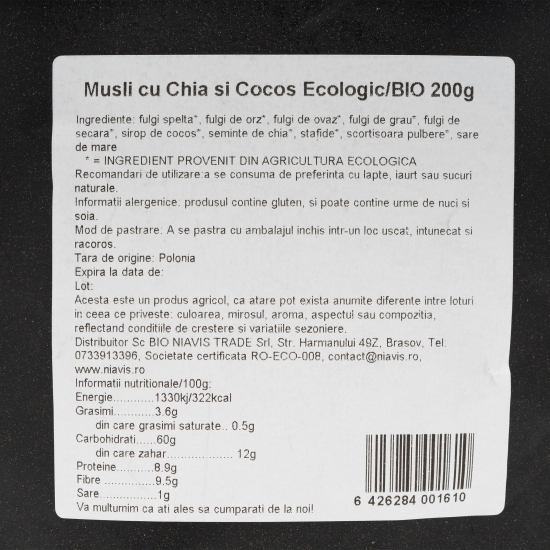 Musli cu Chia si Cocos Ecologic/BIO 200g
Ingrediente: fulgi spelta*, fulgi de orz*, fulgi de ovaz*, fulgi de grau*, fulgi de
secara*, sirop de cocos*, seminte de chia*, stafide*, scortisoara pulbere*, sare
de mare
* = INGREDIENT PROVENIT DIN AGRICULTURA ECOLOGICA
Recomandari de utilizare:a se consuma de preferinta cu lapte, iaurt sau sucuri
naturale.
Informatii alergenice: produsul contine gluten, si poate contine urme de nuci si
soia.
Mod de pastrare: A se pastra cu ambalajul inchis intr-un loc uscat, intunecat si
racoros.
Tara de origine: Polonia
Expira la data de:
Lot:
Acesta este un produs agricol, ca atare pot exista anumite diferente intre loturi
in ceea ce priveste: culoarea, mirosul, aroma, aspectul sau compozitia,
reflectand conditiile de crestere si variatiile sezoniere.
Distribuitor Sc BIO NIAVIS TRADE Srl, Str. Harmanului 49Z, Brasov, Tel:
0733913396, Societate certificata RO-ECO-008, contact@niavis.ro,
www.niavis.ro
Informatii nutritionale/100g:
Energie............1330kj/322kcal
Grasimi............3.6g
din care grasimi saturate.. 0.5g
Carbohidrati......60g
din care zahar.................... 12g
Proteine...........8.9g
Fibre ................9.5g
Sare.................1g
Va multumim ca ati ales sa cumparati de la noi!
6 426284 001610